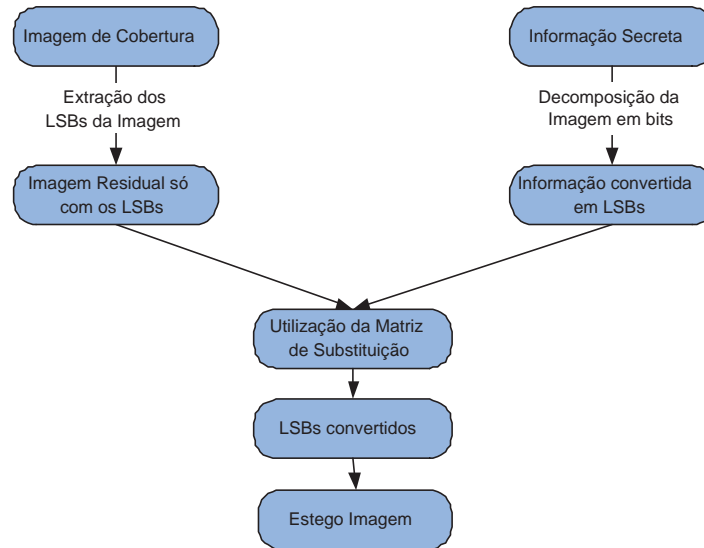 Imagem de Cobertura
Informação Secreta
Extração dos
LSBs da Imagem
Decomposição da
Imagem em bits
Imagem Residual só
com os LSBs
Informação convertida
em LSBs
Utilização da Matriz
de Substituição
LSBs convertidos
Estego Imagem